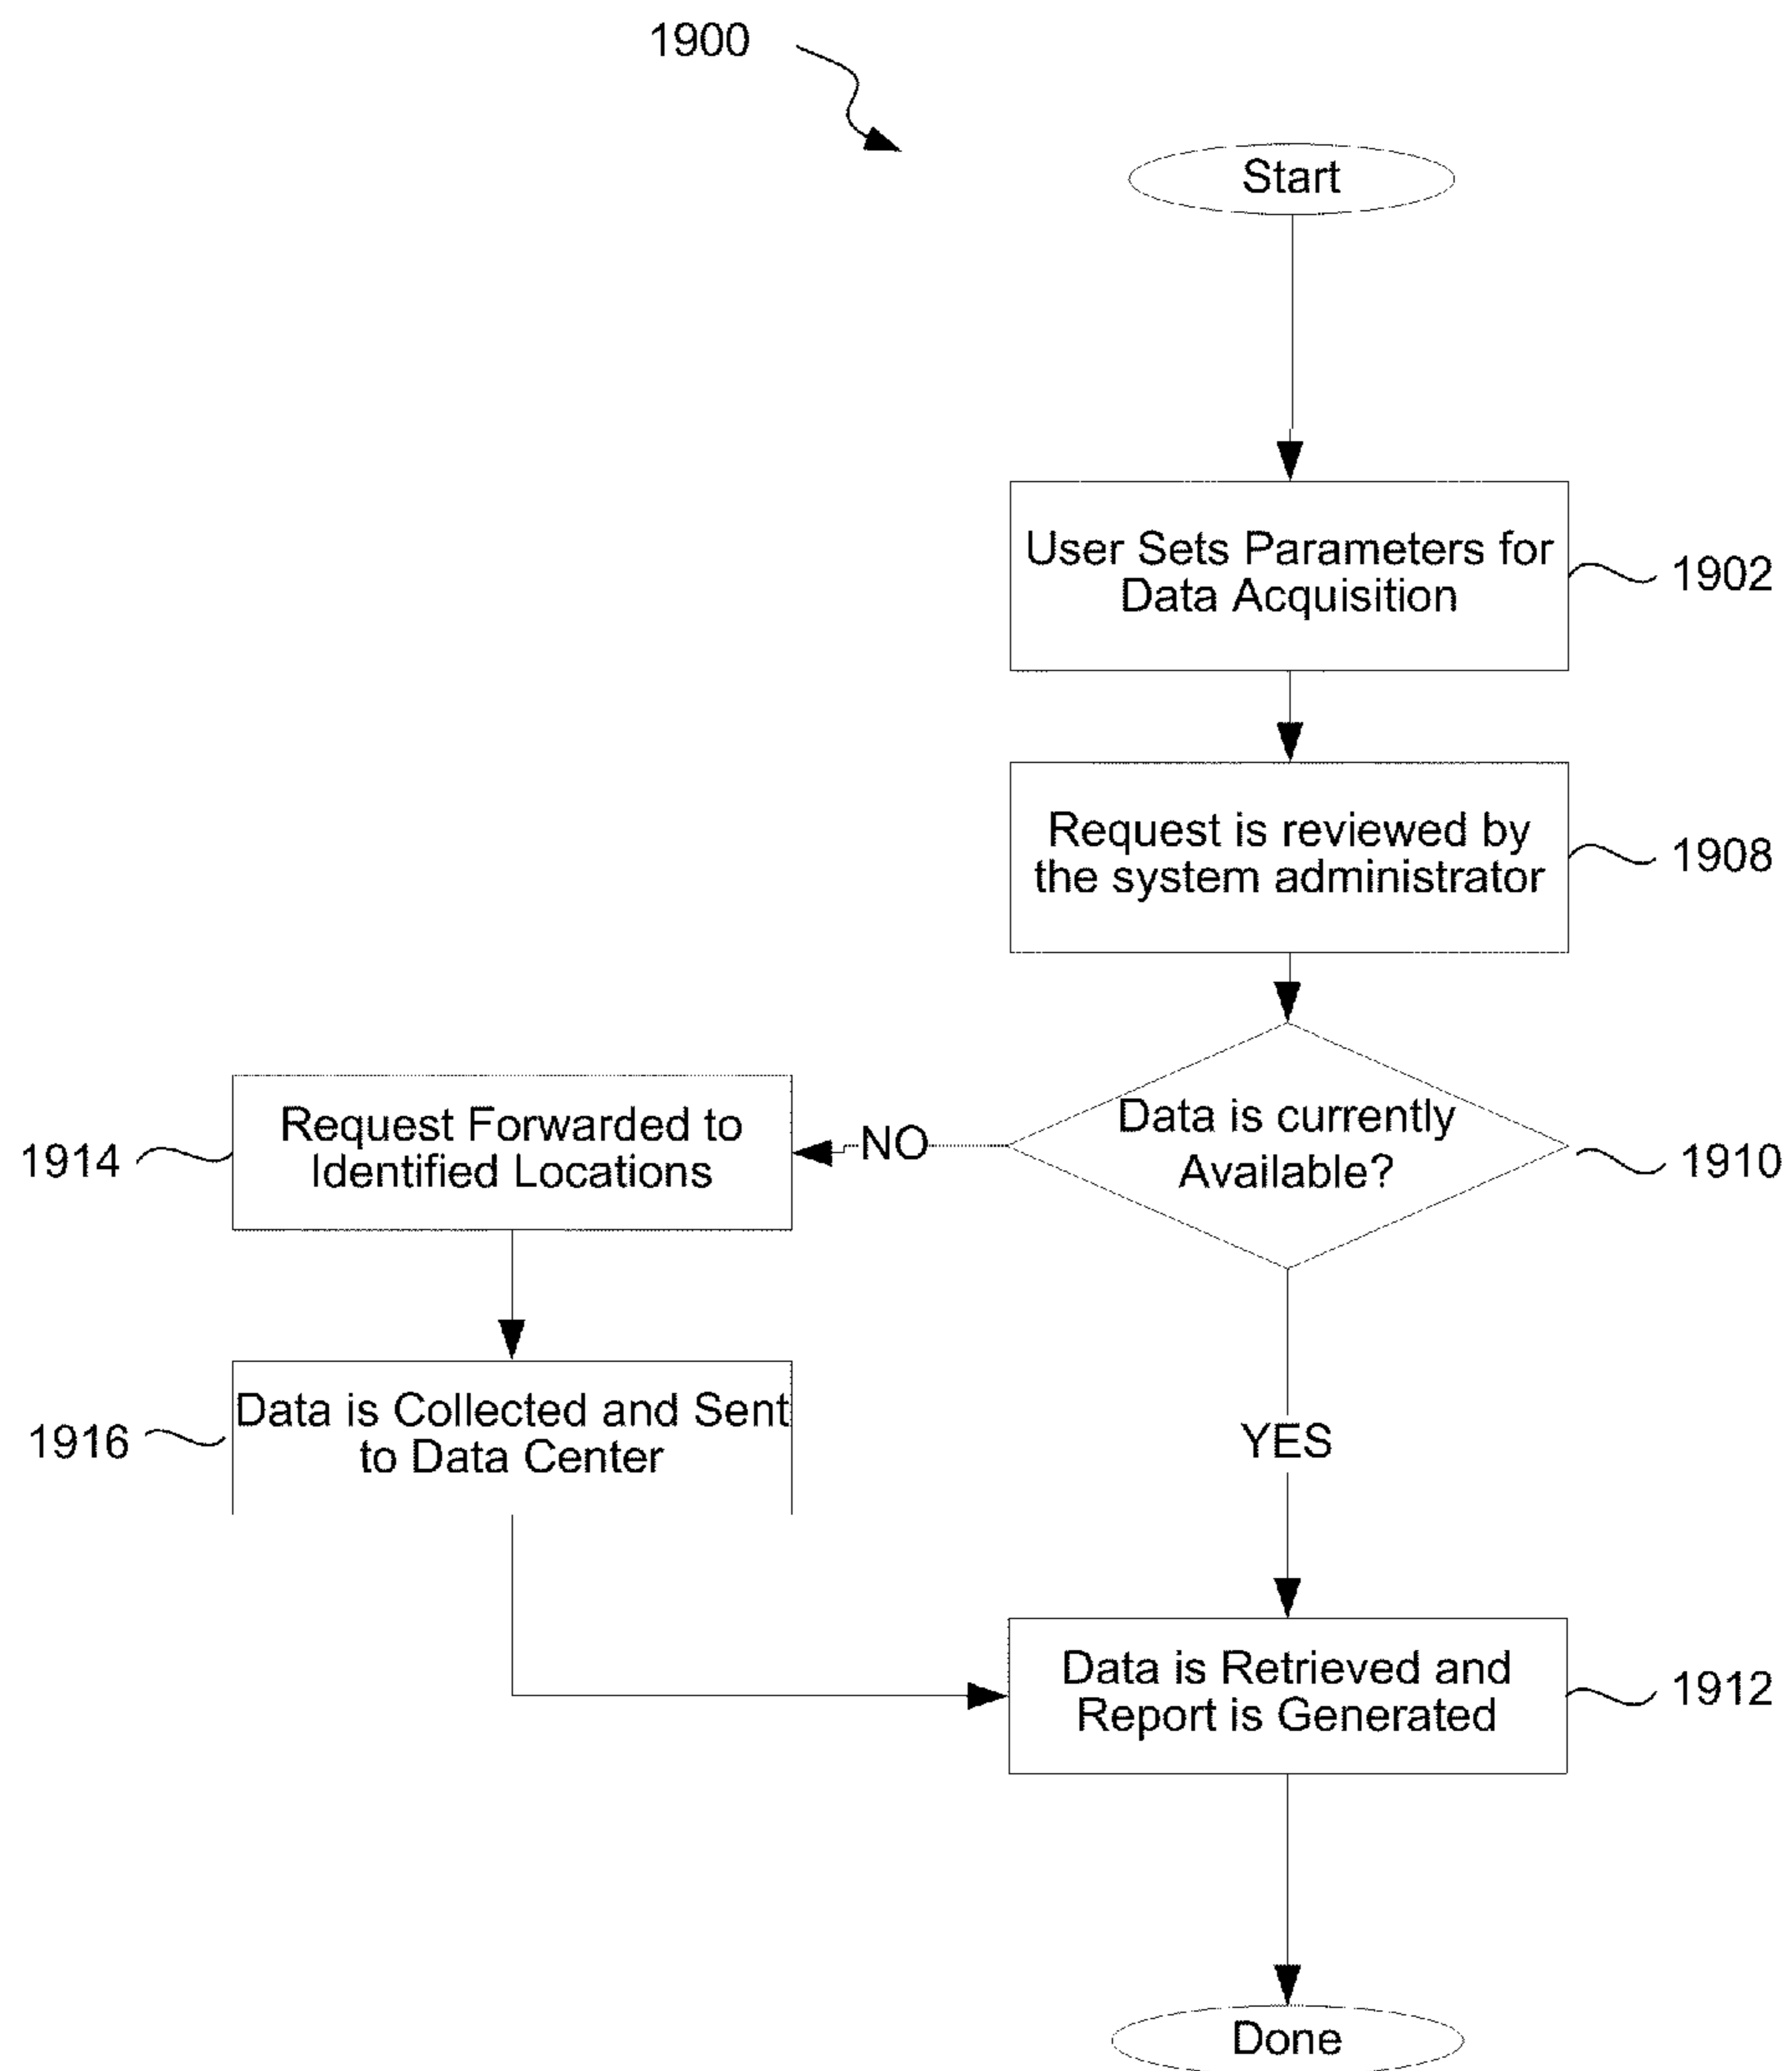 1900
Start
User Sets Parameters for
Data Acquisition
1902
Request is reviewed by
the system administrator
1908
Data is currently
Available?
1910
NO
Request Forwarded to
Identified Locations
1914
Data is Collected and Sent
to Data Center
1916
YES
Data is Retrieved and
Report is Generated
1912
Done